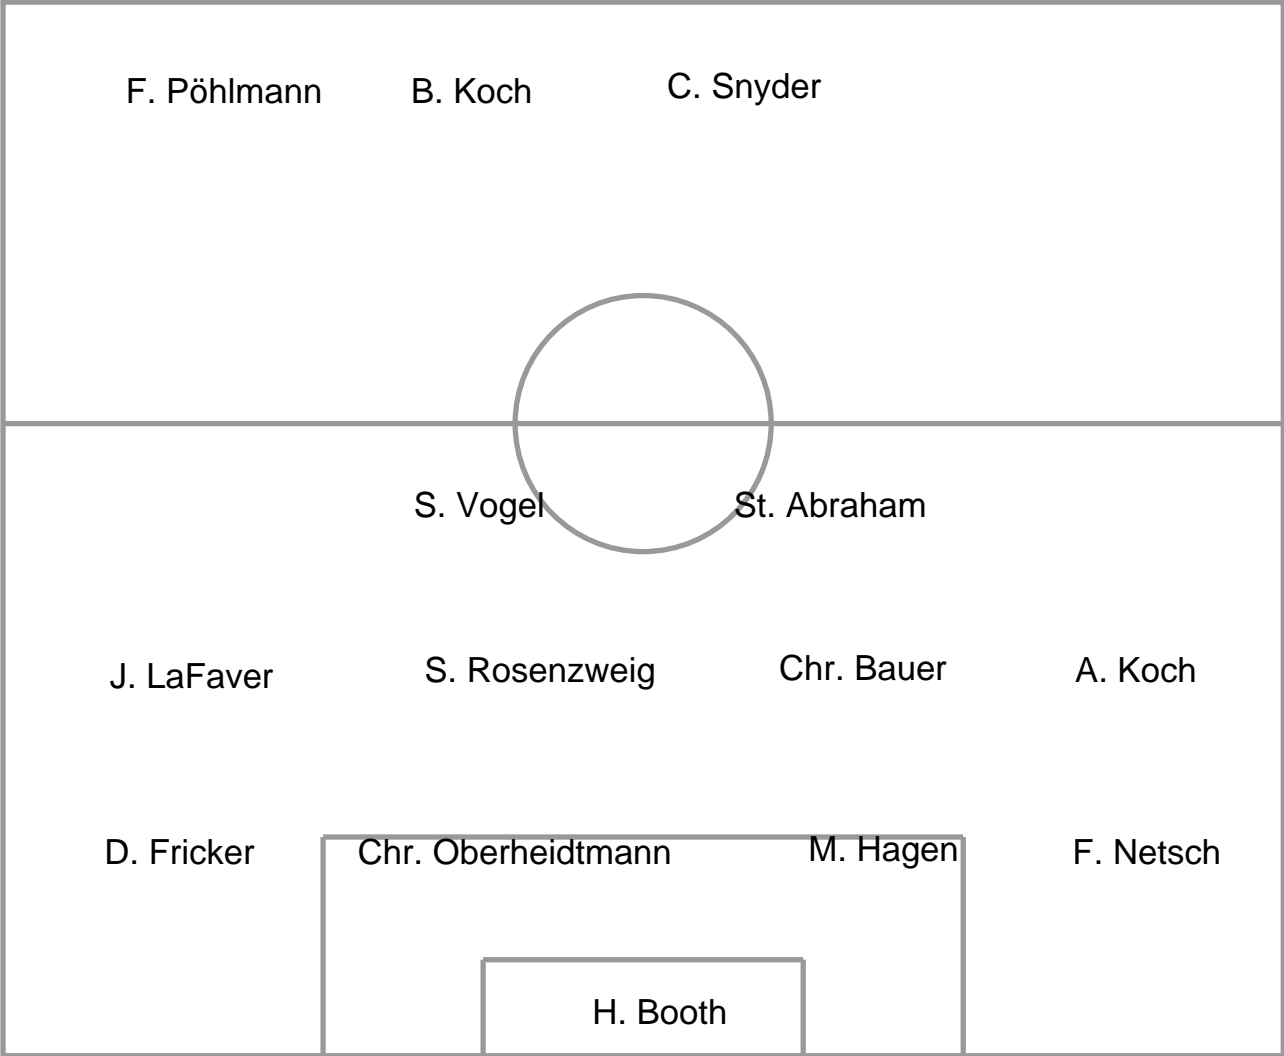 F. Pöhlmann B. Koch C. Snyder
S. Vogel St. Abraham
J. LaFaver S. Rosenzweig Chr. Bauer A. Koch
D. Fricker Chr. Oberheidtmann M. Hagen F. Netsch
H. Booth